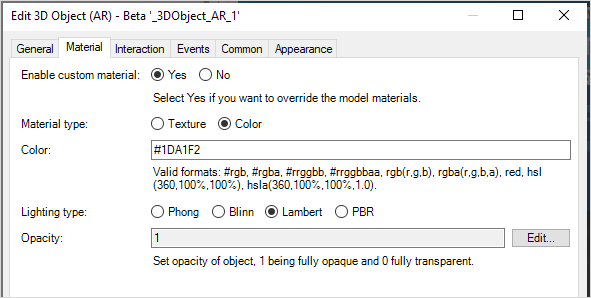 Edit 3D Object (AR) - Beta '_3DObject_AR_1'
General Material Interaction Events Common Appearance
Enable custom material: Yes No
Select Yes if you want to override the model materials.
Material type: Texture Color
Color: #1DA1F2
Valid formats: #rgb, #rgba, #rrggbb, #rrggbbaa, rgb(r,g,b), rgba(r,g,b,a), red, hsl
(360,100%,100%), hsla(360,100%,100%,1.0).
Lighting type: Phong Blinn Lambert PBR
Opacity: 1 Edit...
Set opacity of object, 1 being fully opaque and 0 fully transparent.